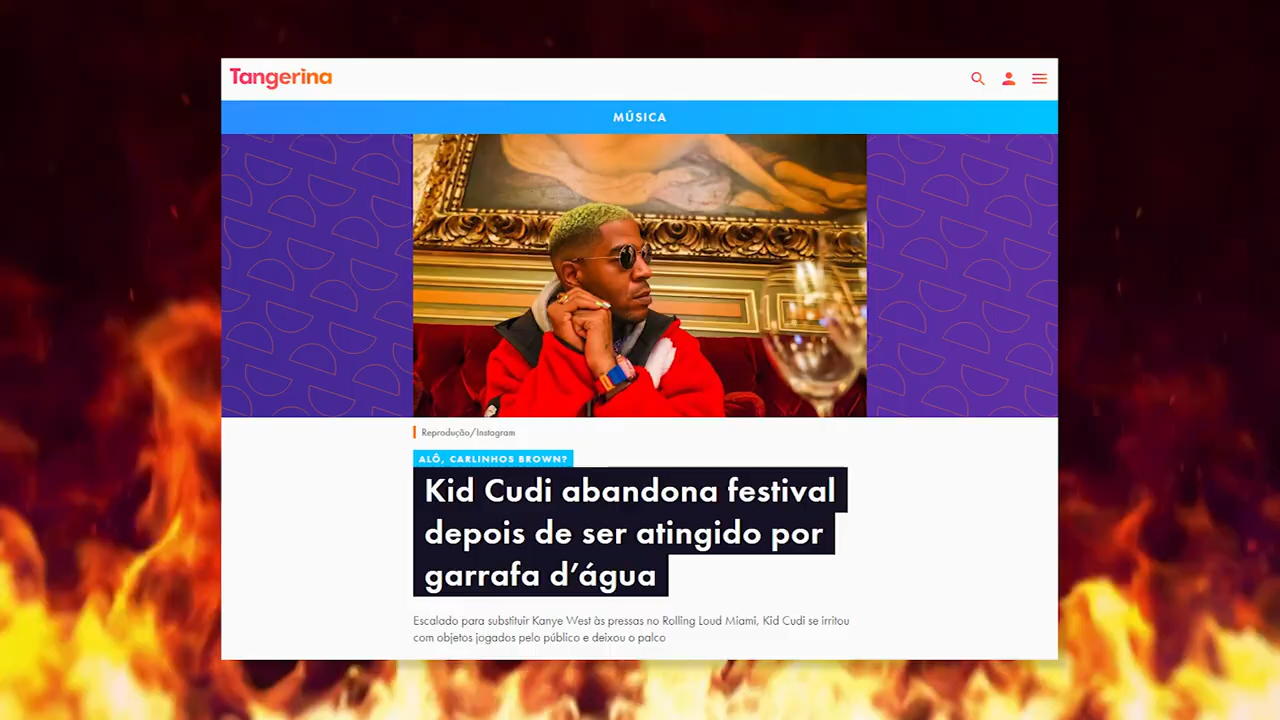 Tangerina
MÚSICA
Reprodução/Instagram
ALÔ, CARLINHOS BROWN?
Kid Cudi abandona festival
depois de ser atingido por
garrafa d'água
Escalado para substituir Kanye West às pressas no Rolling Loud Miami, Kid Cudi se irritou
com objetos jogados pelo público e deixou o palco